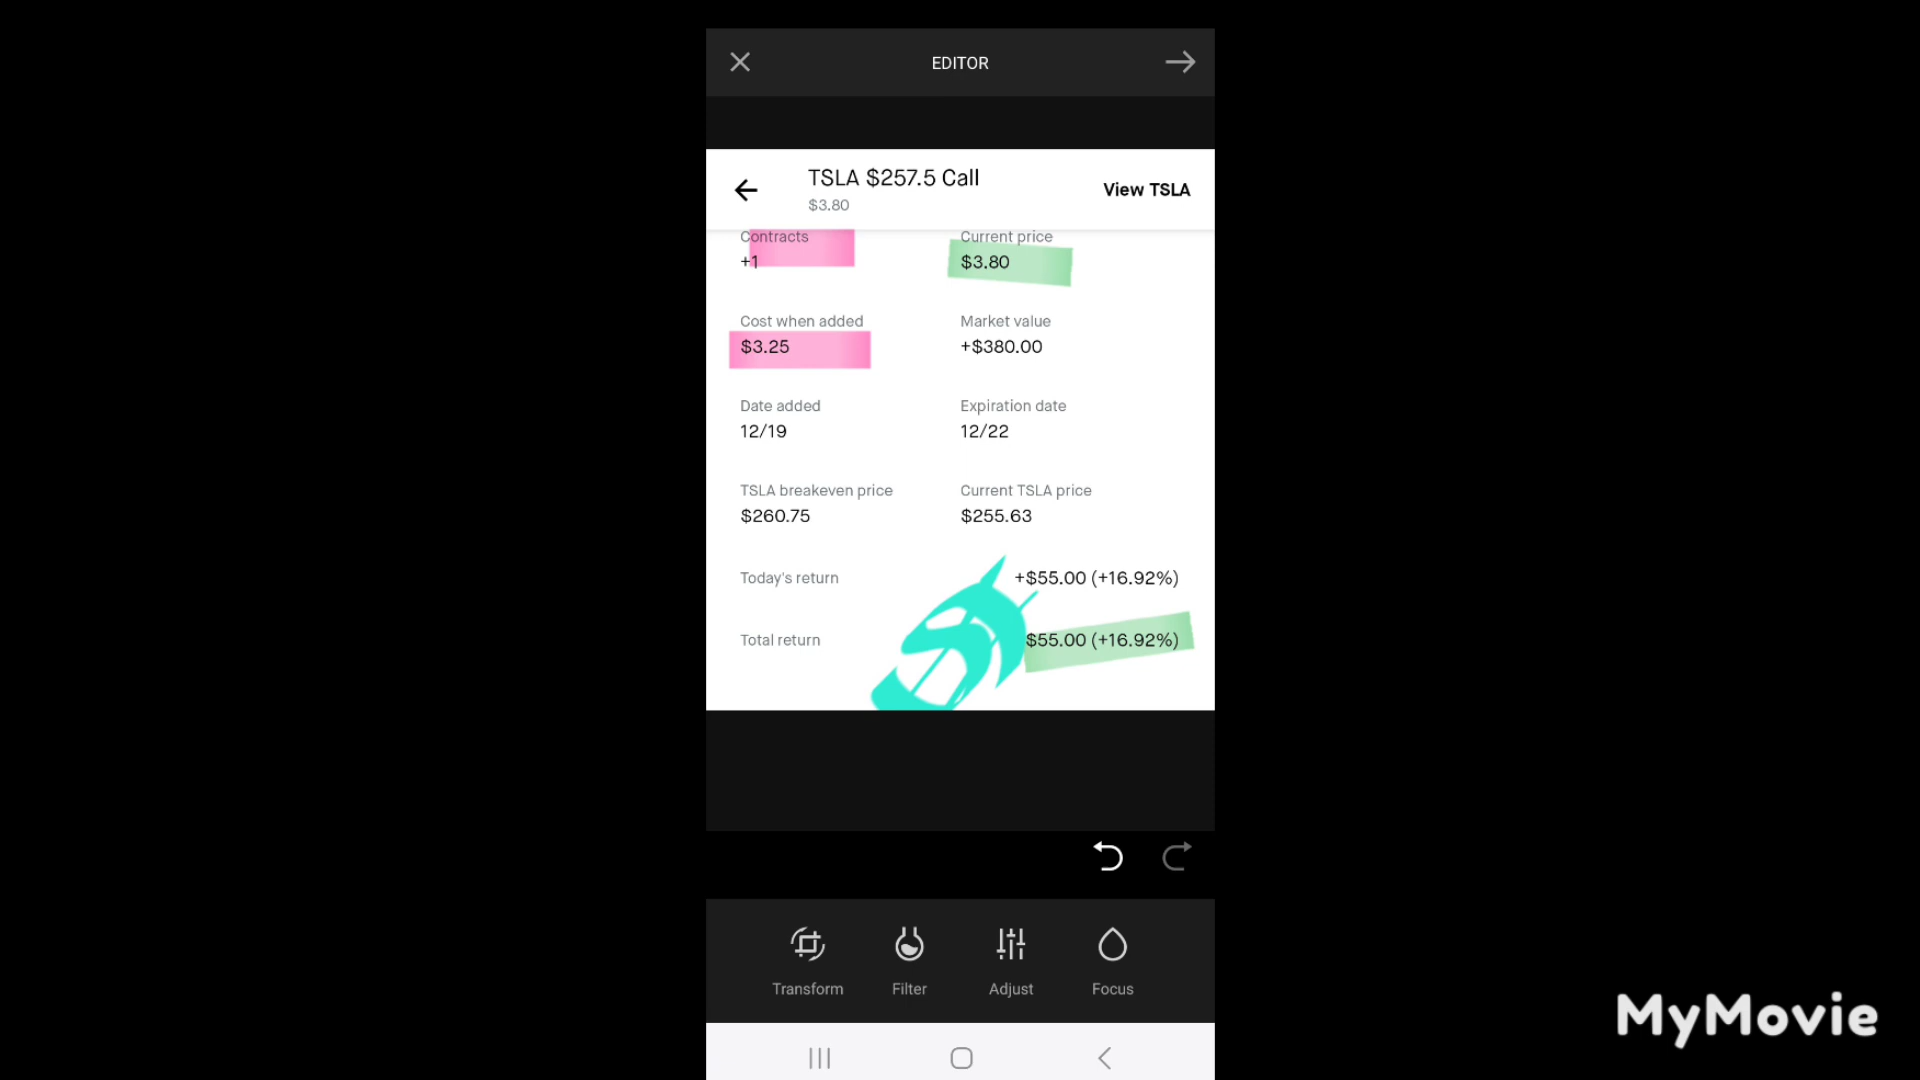 EDITOR
TSLA $257.5 Call
$3.80
View TSLA
Contracts
+1
Current price
$3.80
Cost when added
$3.25
Market value
+$380.00
Date added
12/19
Expiration date
12/22
TSLA breakeven price
$260.75
Current TSLA price
$255.63
Today's return
+$55.00 (+16.92%)
Total return
$55.00 (+16.92%)
Transform
Filter
Adjust
Focus
MyMovie